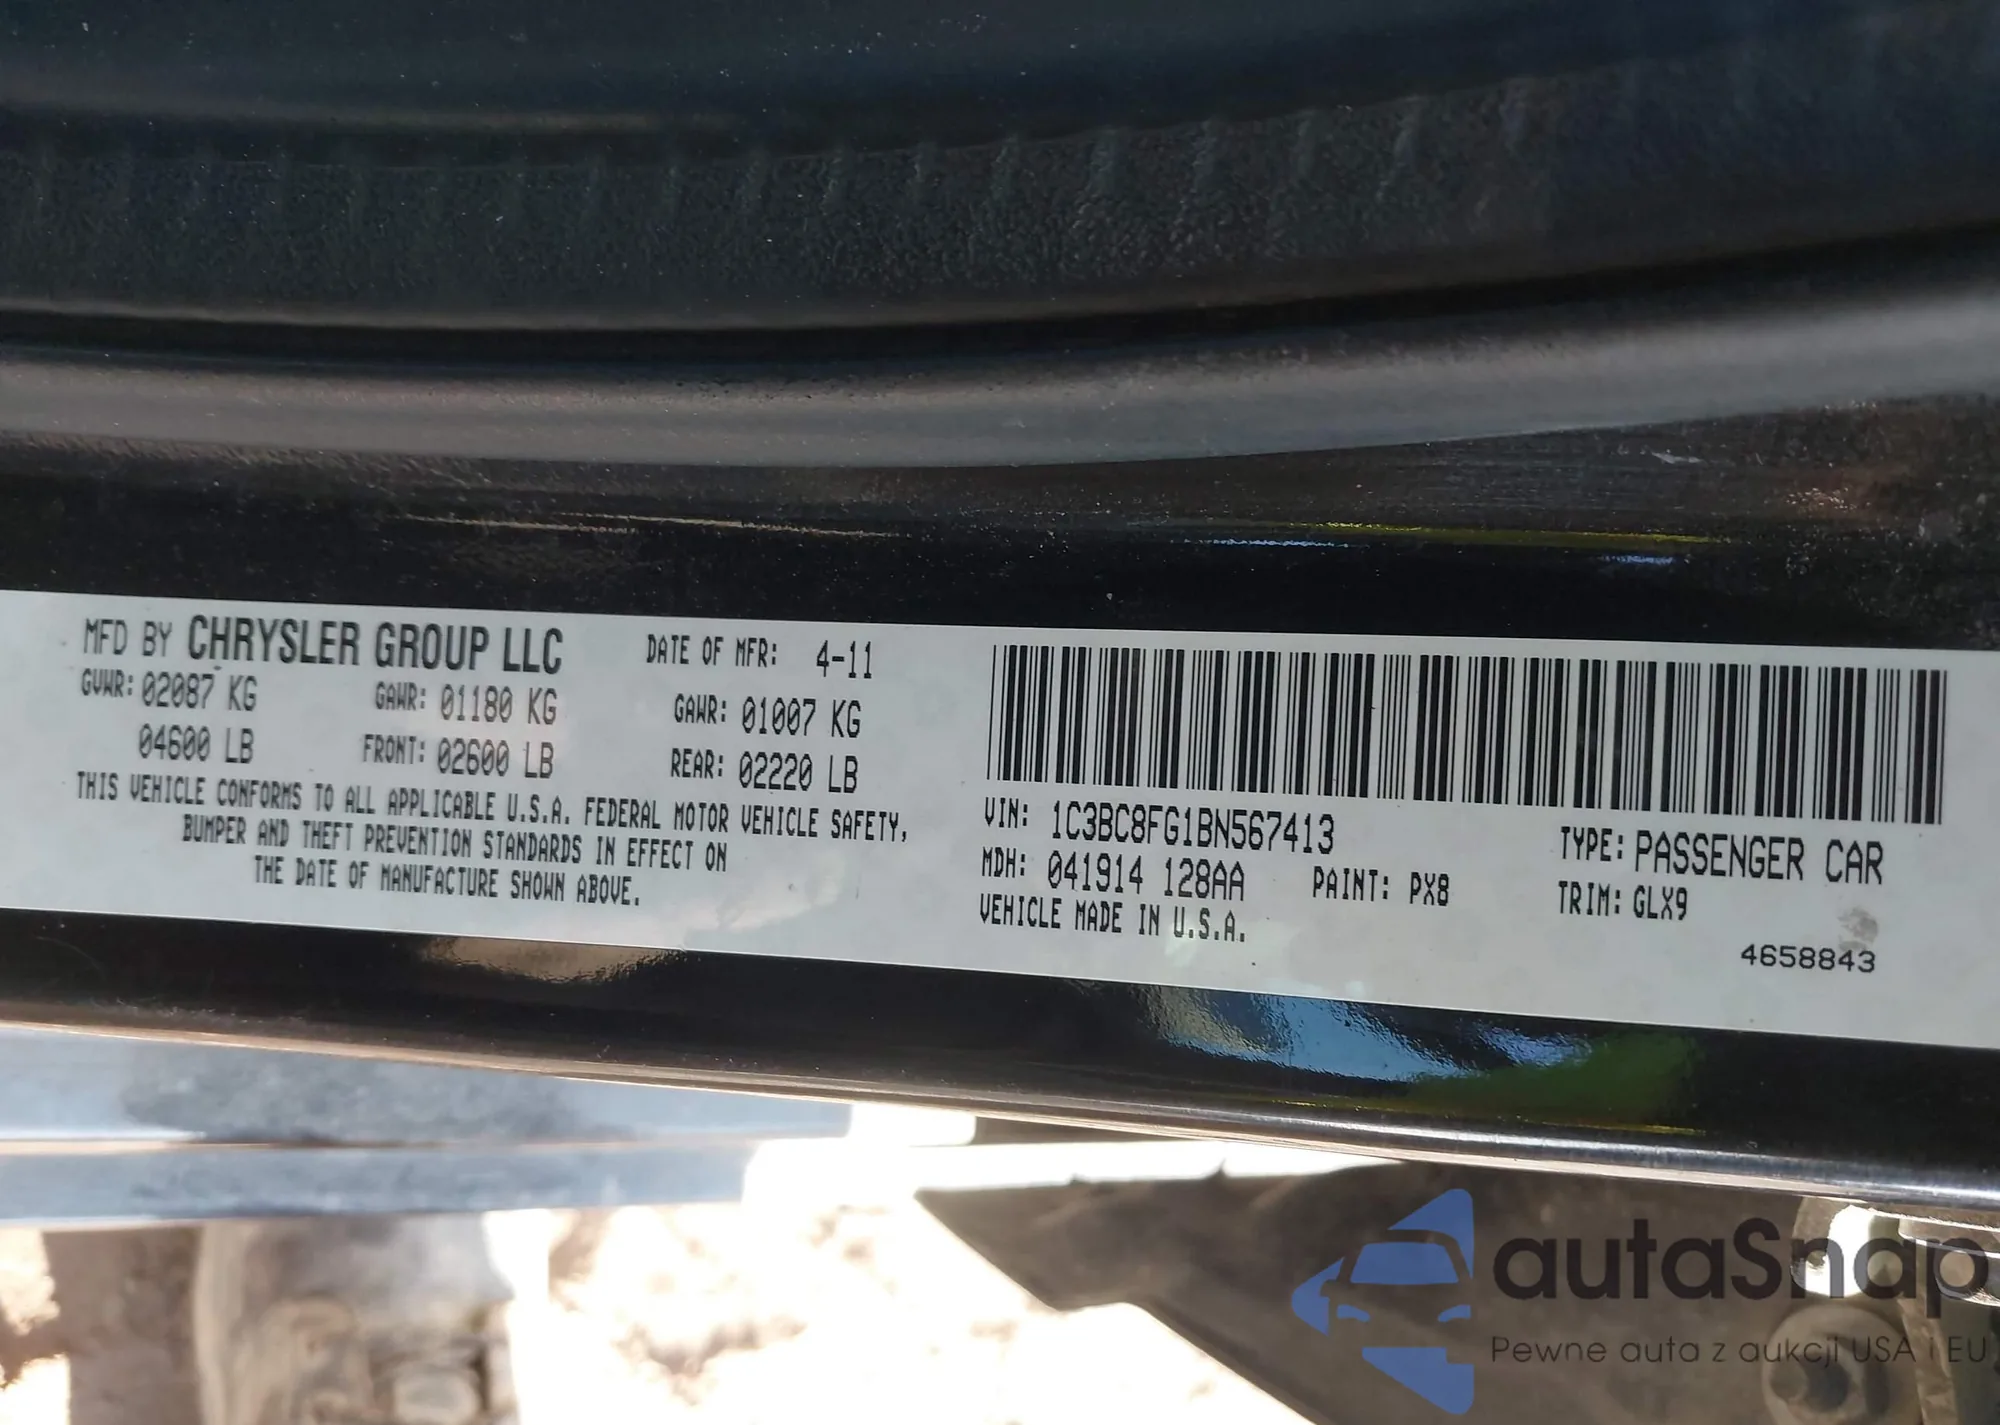 MFD BY CHRYSLER GROUP LLC DATE OF MFR: 4-11
GVWR: 02087 KG GAWR: 01180 KG GAWR: 01007 KG
04600 LB FRONT: 02600 LB REAR: 02220 LB
THIS VEHICLE CONFORMS TO ALL APPLICABLE U.S.A. FEDERAL MOTOR VEHICLE SAFETY,
BUMPER AND THEFT PREVENTION STANDARDS IN EFFECT ON
THE DATE OF MANUFACTURE SHOWN ABOVE.
VIN: 1C3BC8FG1BN567413 TYPE: PASSENGER CAR
MDH: 041914 128AA PAINT: PX8 TRIM: GLX9
VEHICLE MADE IN U.S.A.
4658843
autaSnap
Pewne auta z aukcji USA i EU